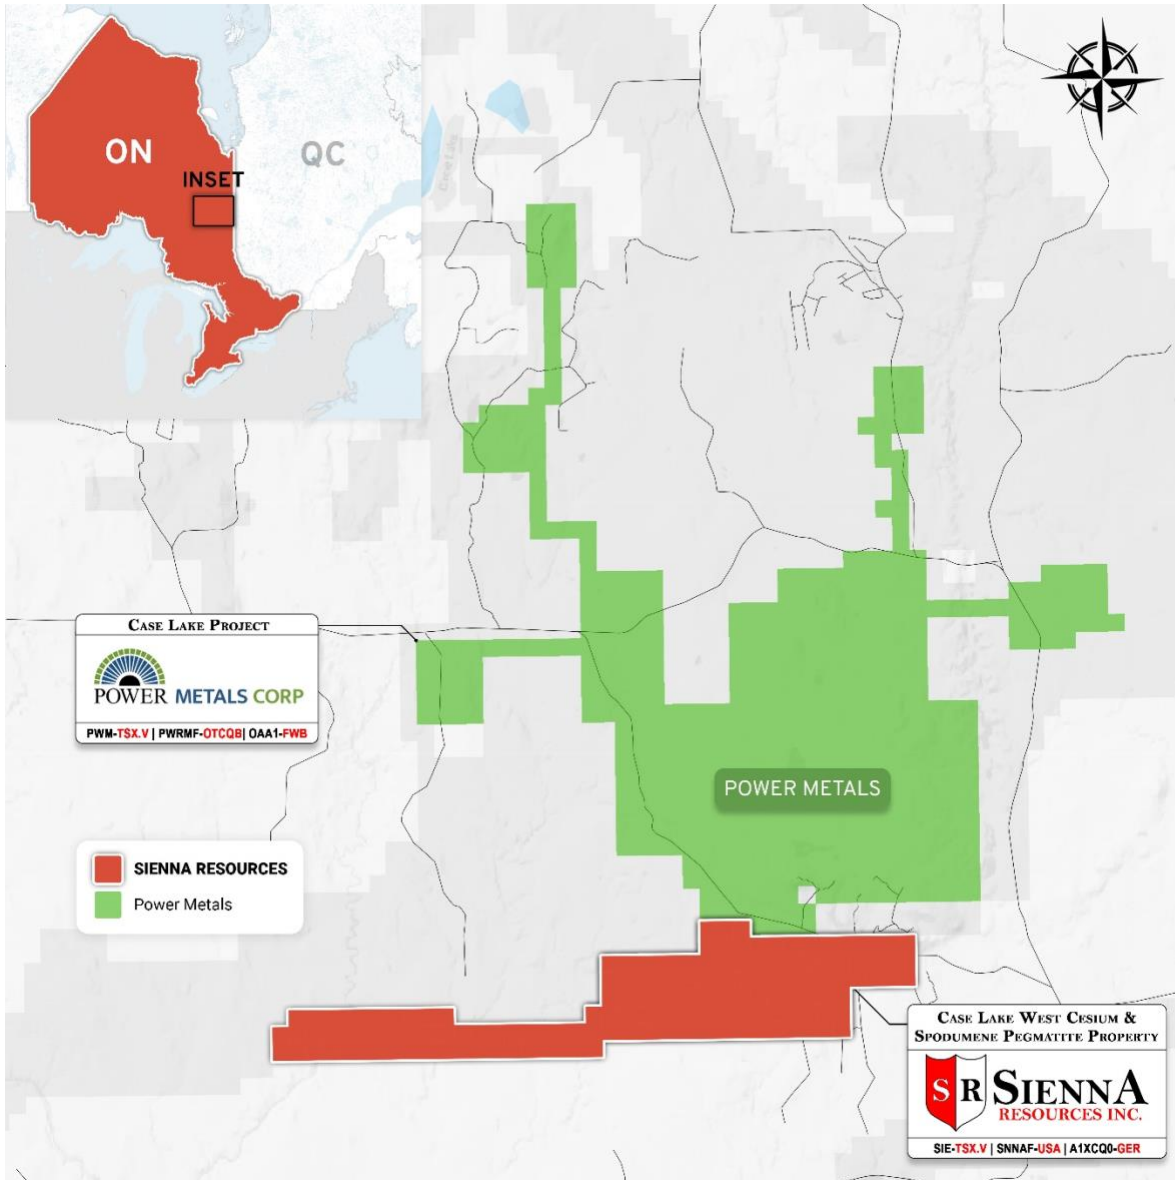 ON
QC
INSET
CASE LAKE PROJECT
POWER METALS CORP
PWM-TSX.V | PWRMF-OTCQB| OAA1-FWB
POWER METALS
SIENNA RESOURCES
Power Metals
CASE LAKE WEST CESIUM &
SPODUMENE PEGMATITE PROPERTY
SR SIENNA
RESOURCES INC.
SIE-TSX.V | SNNAF-USA | A1XCQ0-GER